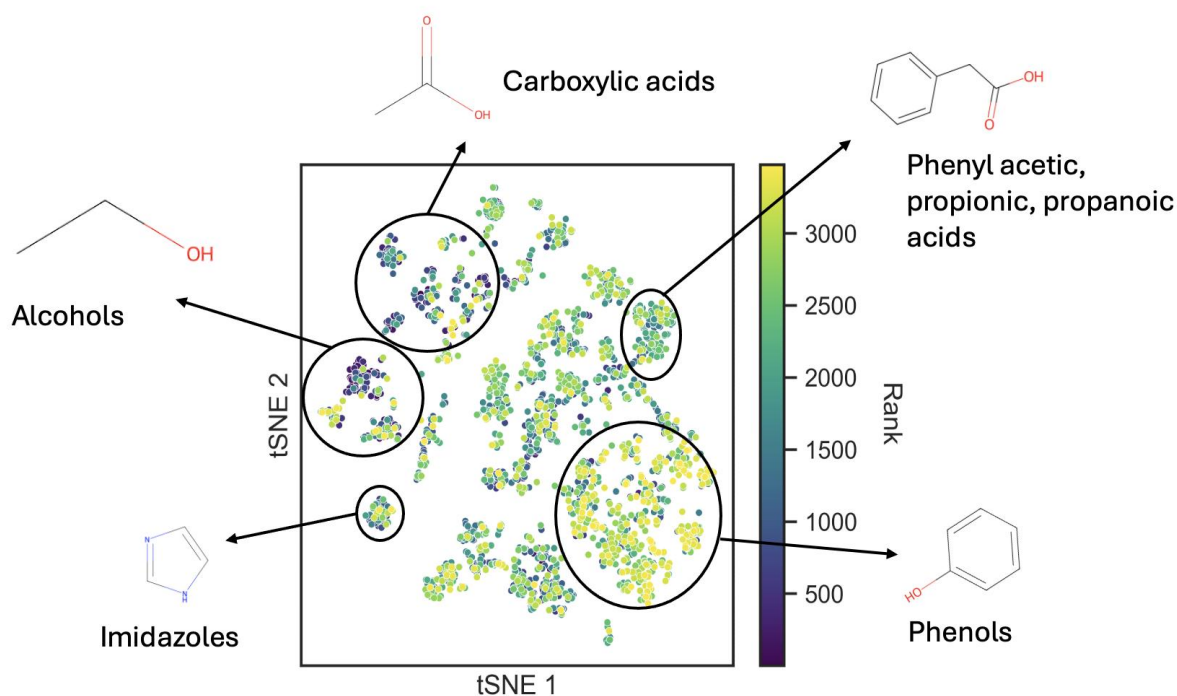 O
OH
Carboxylic acids
OH
O
Phenyl acetic,
propionic, propanoic
acids
OH
Alcohols
3000
2500
2000
1500
1000
500
Rank
tSNE 2
tSNE 1
N
N
H
Imidazoles
HO
Phenols